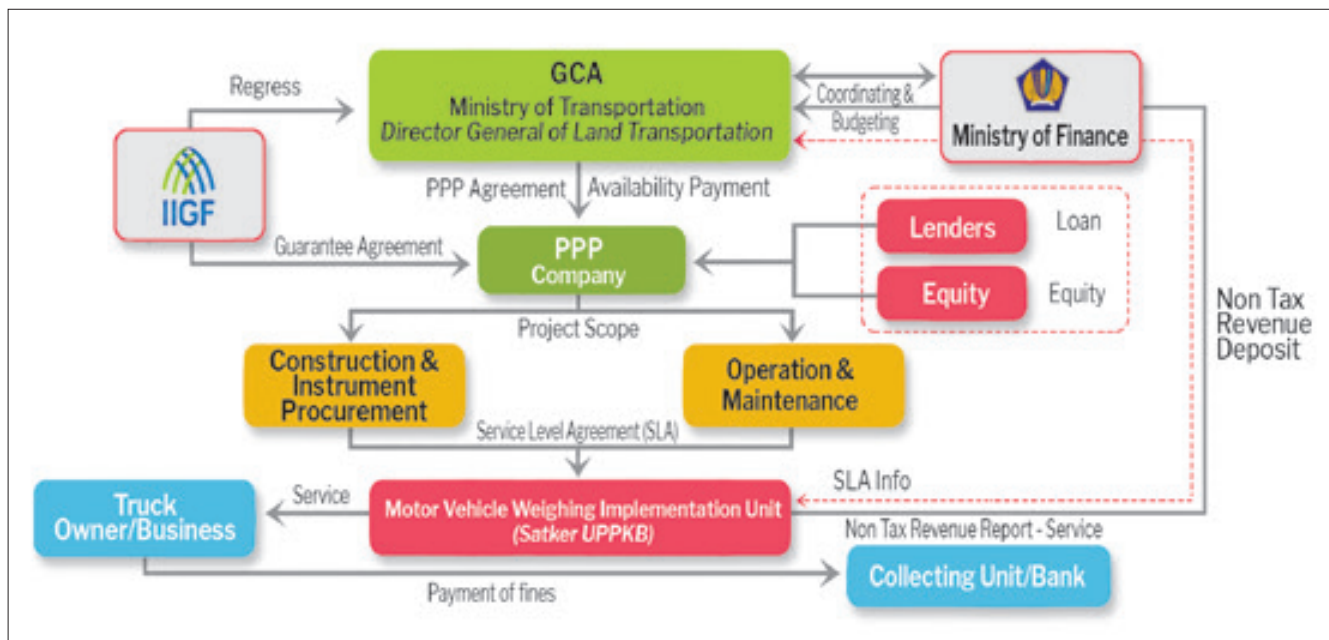 GCA
Ministry of Transportation
Director General of Land Transportation
Regress
Coordinating &
Budgeting
Ministry of Finance
IIGF
PPP Agreement
Availability Payment
Guarantee Agreement
PPP
Company
Lenders
Loan
Equity
Equity
Non Tax
Revenue
Deposit
Project Scope
Construction &
Instrument
Procurement
Operation &
Maintenance
Service Level Agreement (SLA)
SLA Info
Truck
Owner/Business
Service
Motor Vehicle Weighing Implementation Unit
(Satker UPPKB)
Non Tax Revenue Report - Service
Collecting Unit/Bank
Payment of fines